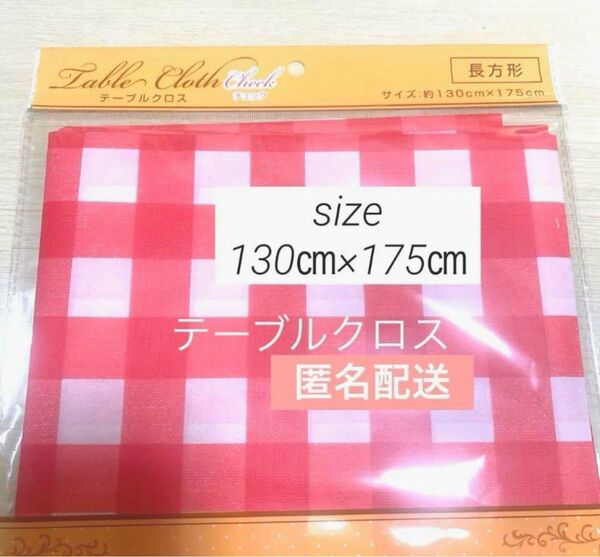 Table Cloth Check
チェック
テーブルクロス
長方形
サイズ:約130cm×175cm
size
130㎝×175㎝
テーブルクロス
匿名配送